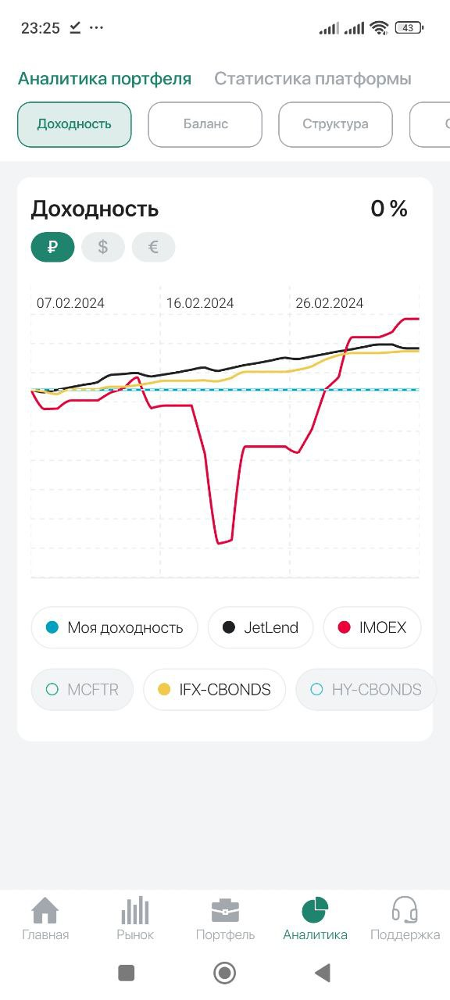 23:25 43
Аналитика портфеля Статистика платформы
Доходность Баланс Структура
Доходность 0 %
₽ $ €
07.02.2024 16.02.2024 26.02.2024
Моя доходность JetLend IMOEX
MCFTR IFX-CBONDS HY-CBONDS
Главная Рынок Портфель Аналитика Поддержка